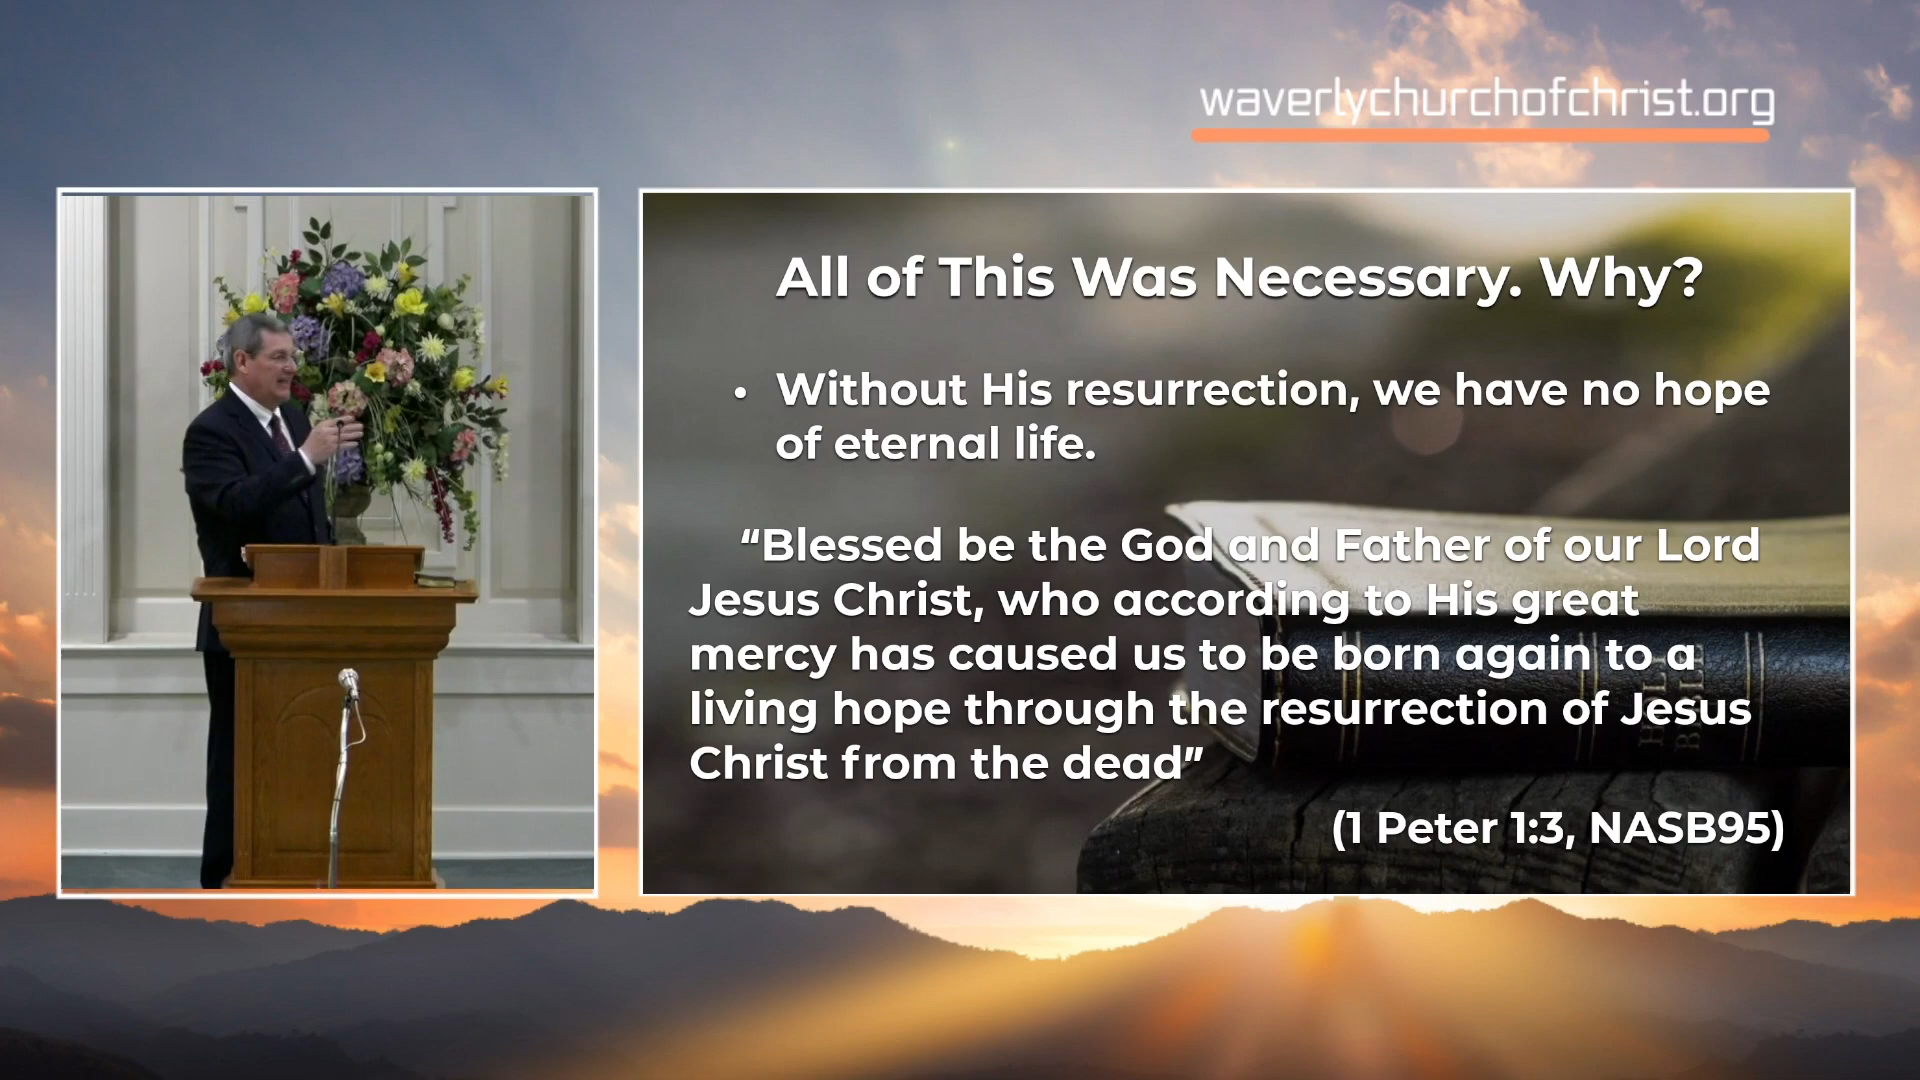 waverlychurchofchrist.org
All of This Was Necessary. Why?
• Without His resurrection, we have no hope
of eternal life.
“Blessed be the God and Father of our Lord
Jesus Christ, who according to His great
mercy has caused us to be born again to a
living hope through the resurrection of Jesus
Christ from the dead”
(1 Peter 1:3, NASB95)
HOLY
BIBLE